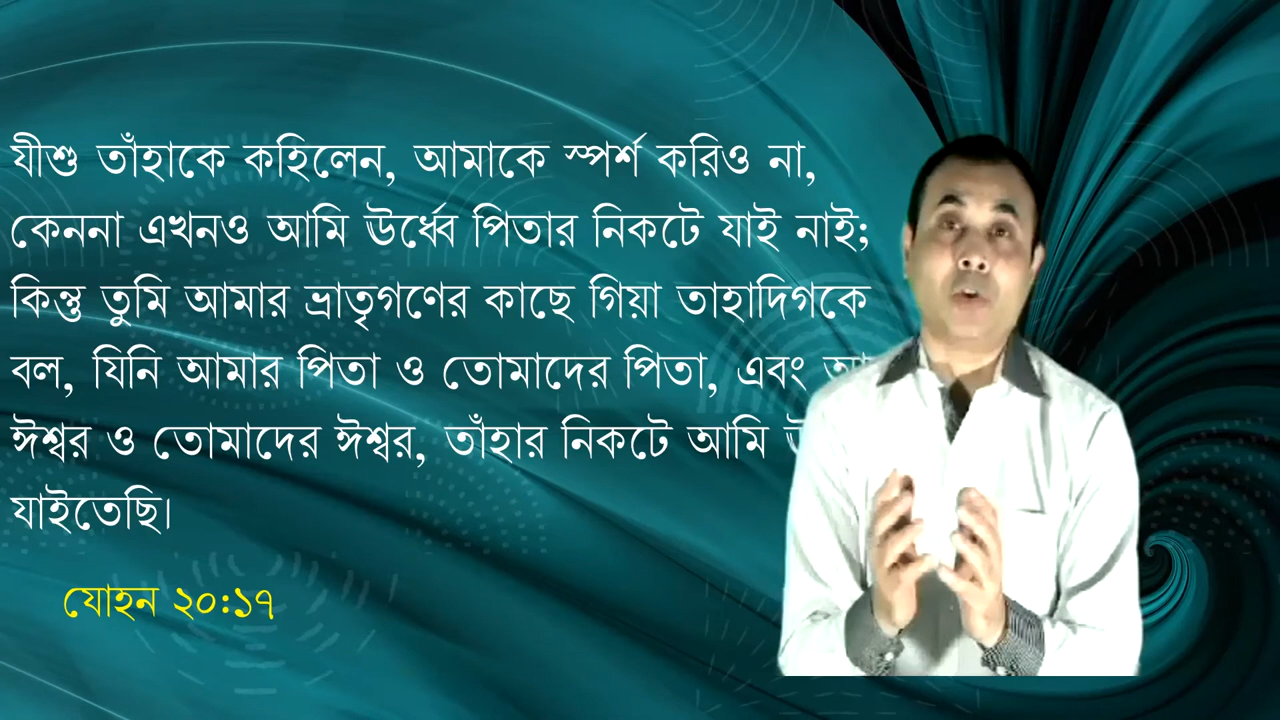 যীশু তাঁহাকে কহিলেন, আমাকে স্পর্শ করিও না,
কেননা এখনও আমি ঊর্ধ্বে পিতার নিকটে যাই নাই;
কিন্তু তুমি আমার ভ্রাতৃগণের কাছে গিয়া তাহাদিগকে
বল, যিনি আমার পিতা ও তোমাদের পিতা, এবং
ঈশ্বর ও তোমাদের ঈশ্বর, তাঁহার নিকটে আমি
যাইতেছি।
যোহন ২০:১৭